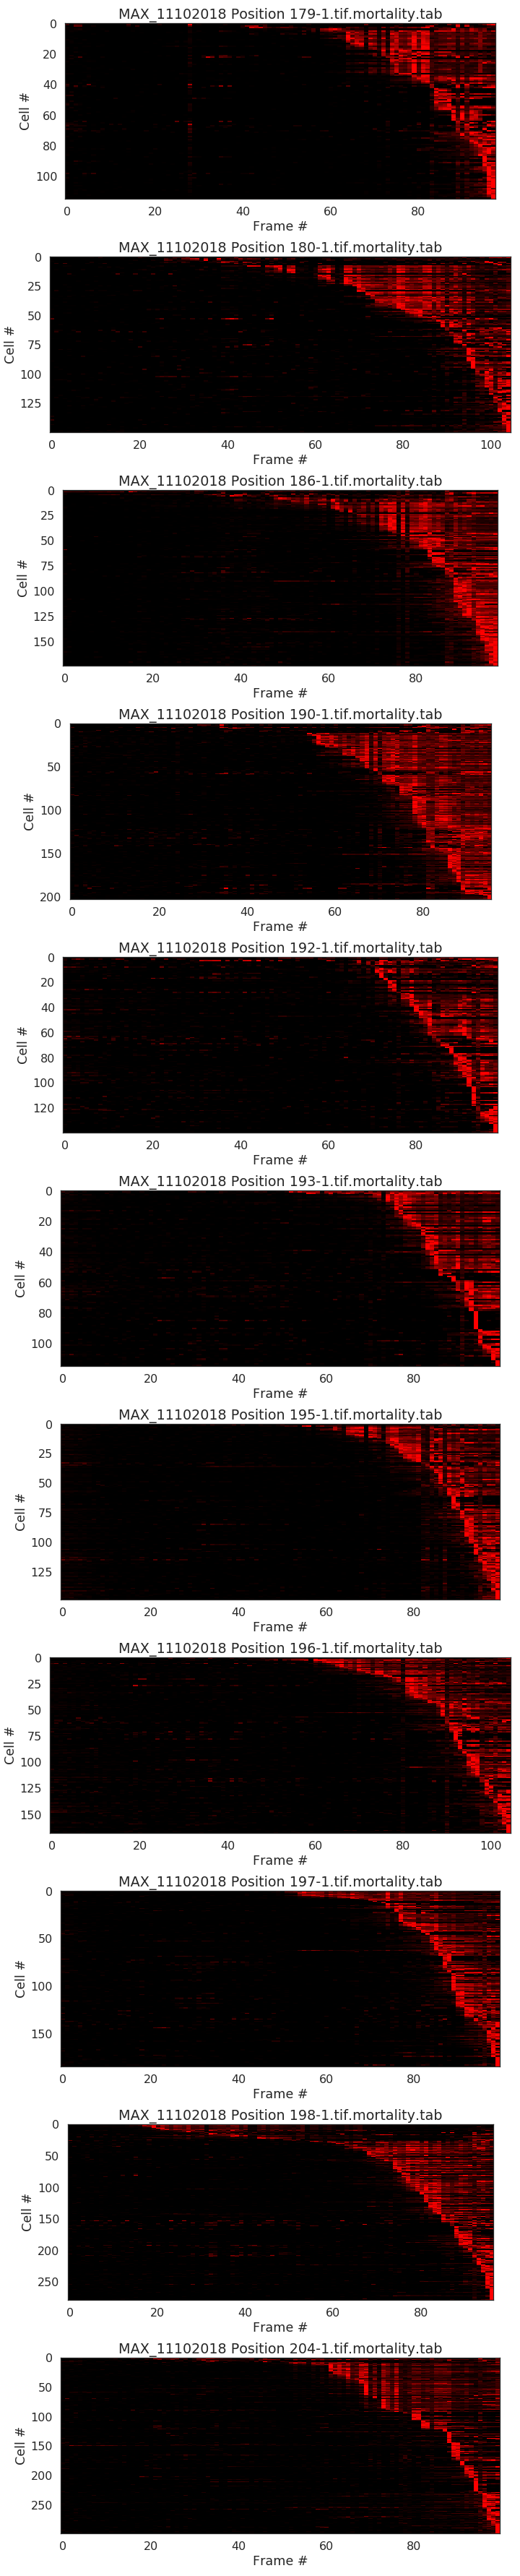 MAX_11102018 Position 179-1.tif.mortality.tab
0
20
40
60
80
100
Cell #
0 20 40 60 80
Frame #
MAX_11102018 Position 180-1.tif.mortality.tab
0
25
50
75
100
125
Cell #
0 20 40 60 80 100
Frame #
MAX_11102018 Position 186-1.tif.mortality.tab
0
25
50
75
100
125
150
Cell #
0 20 40 60 80
Frame #
MAX_11102018 Position 190-1.tif.mortality.tab
0
50
100
150
200
Cell #
0 20 40 60 80
Frame #
MAX_11102018 Position 192-1.tif.mortality.tab
0
20
40
60
80
100
120
Cell #
0 20 40 60 80
Frame #
MAX_11102018 Position 193-1.tif.mortality.tab
0
20
40
60
80
100
Cell #
0 20 40 60 80
Frame #
MAX_11102018 Position 195-1.tif.mortality.tab
0
25
50
75
100
125
Cell #
0 20 40 60 80
Frame #
MAX_11102018 Position 196-1.tif.mortality.tab
0
25
50
75
100
125
150
Cell #
0 20 40 60 80 100
Frame #
MAX_11102018 Position 197-1.tif.mortality.tab
0
50
100
150
Cell #
0 20 40 60 80
Frame #
MAX_11102018 Position 198-1.tif.mortality.tab
0
50
100
150
200
250
Cell #
0 20 40 60 80
Frame #
MAX_11102018 Position 204-1.tif.mortality.tab
0
50
100
150
200
250
Cell #
0 20 40 60 80
Frame #